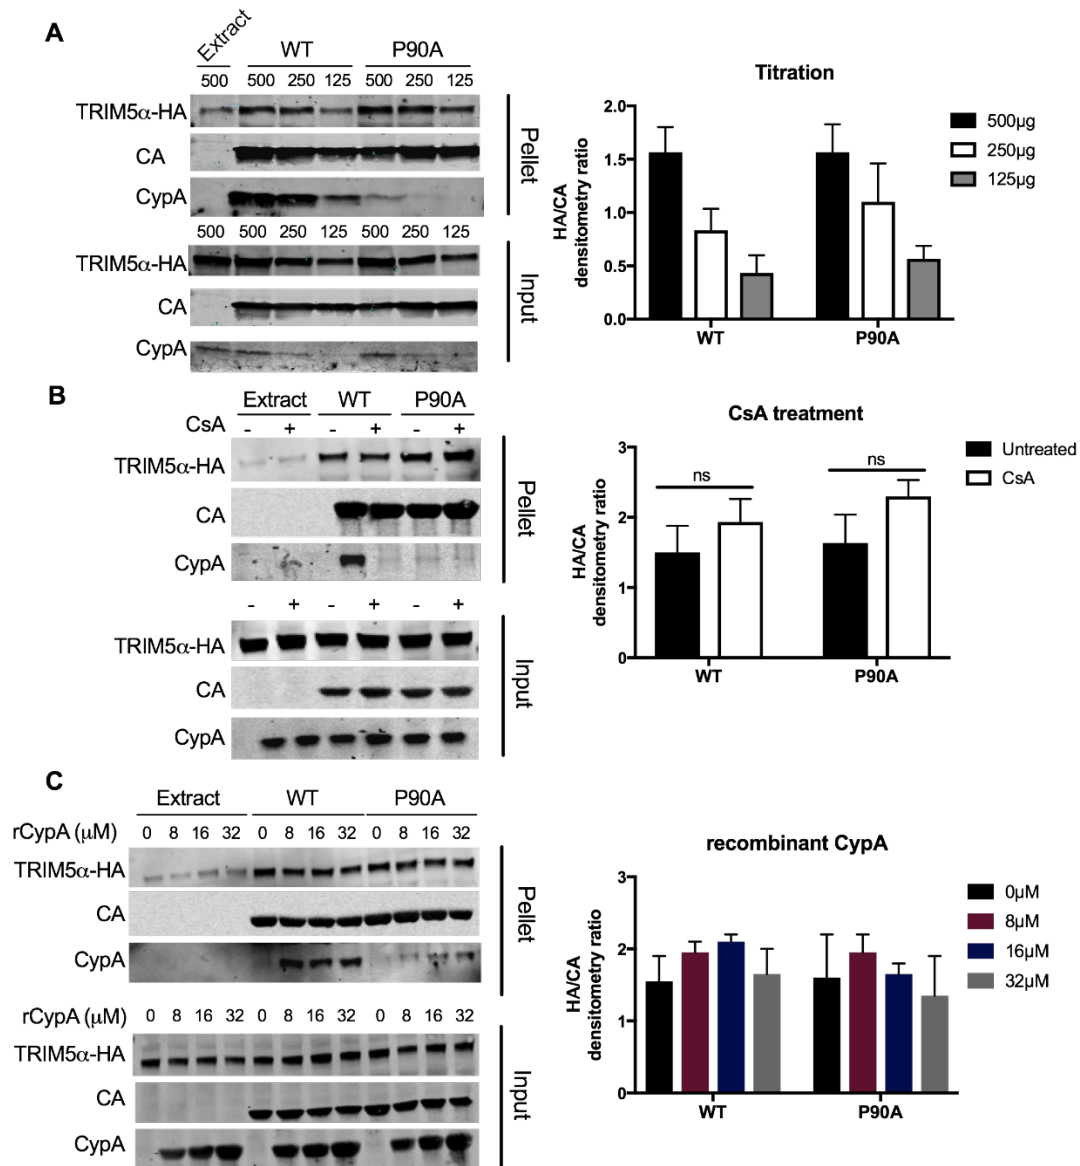 A
Extract
WT
P90A
500 500 250 125 500 250 125
TRIM5α-HA
CA
CypA
Pellet
500 500 250 125 500 250 125
TRIM5α-HA
CA
CypA
Input
Titration
HA/CA
densitometry ratio
2.0
1.5
1.0
0.5
0.0
WT
P90A
500µg
250µg
125µg
B
Extract
WT
P90A
CsA
- + - + - +
TRIM5α-HA
CA
CypA
Pellet
- + - + - +
TRIM5α-HA
CA
CypA
Input
CsA treatment
HA/CA
densitometry ratio
3
2
1
0
ns
ns
WT
P90A
Untreated
CsA
C
Extract
WT
P90A
rCypA (μM) 0 8 16 32 0 8 16 32 0 8 16 32
TRIM5α-HA
CA
CypA
Pellet
rCypA (μM) 0 8 16 32 0 8 16 32 0 8 16 32
TRIM5α-HA
CA
CypA
Input
recombinant CypA
HA/CA
densitometry ratio
3
2
1
0
WT
P90A
0µM
8µM
16µM
32µM